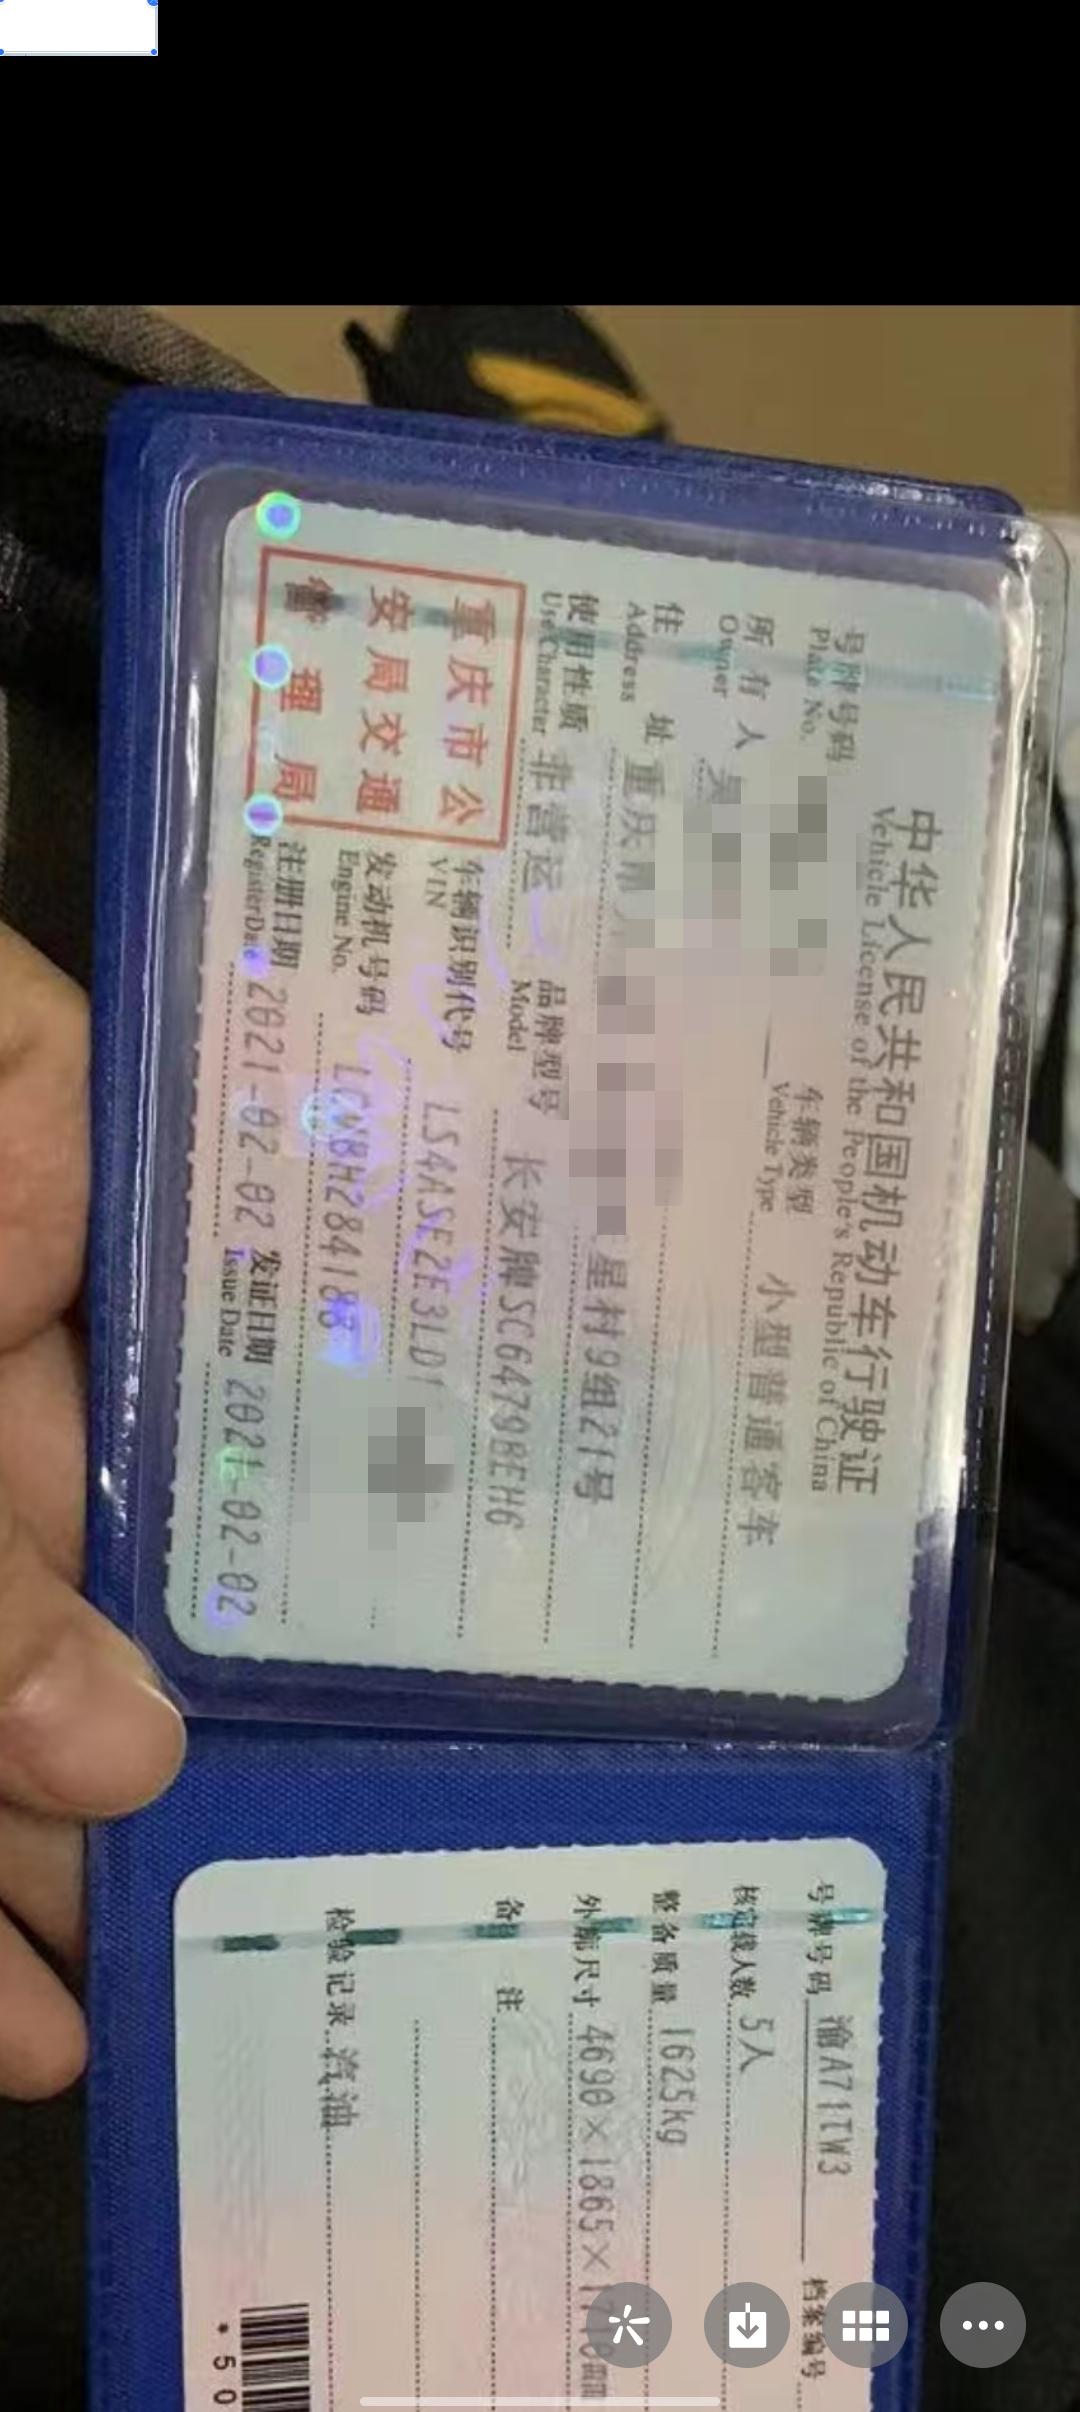 中华人民共和国机动车行驶证
Vehicle License of the People's Republic of China
号牌号码
Plate No.
车辆类型 小型普通客车
Vehicle Type
所有人
Owner
住址 重庆市
星村9组21号
Address
使用性质 非营运
Use Character
品牌型号 长安牌SC6479BEH6
Model
车辆识别代号 LS4ASE2E3LD1
VIN
发动机号码
Engine No.
注册日期 2021-02-02
Register Date
发证日期 2021-02-02
Issue Date
重庆市公
安局交通
管理局
号牌号码 渝A71TW3
档案编号
核定载人数 5人
整备质量 1625kg
外廓尺寸 4690×1865×1710mm
备注
检验记录 汽油
*50